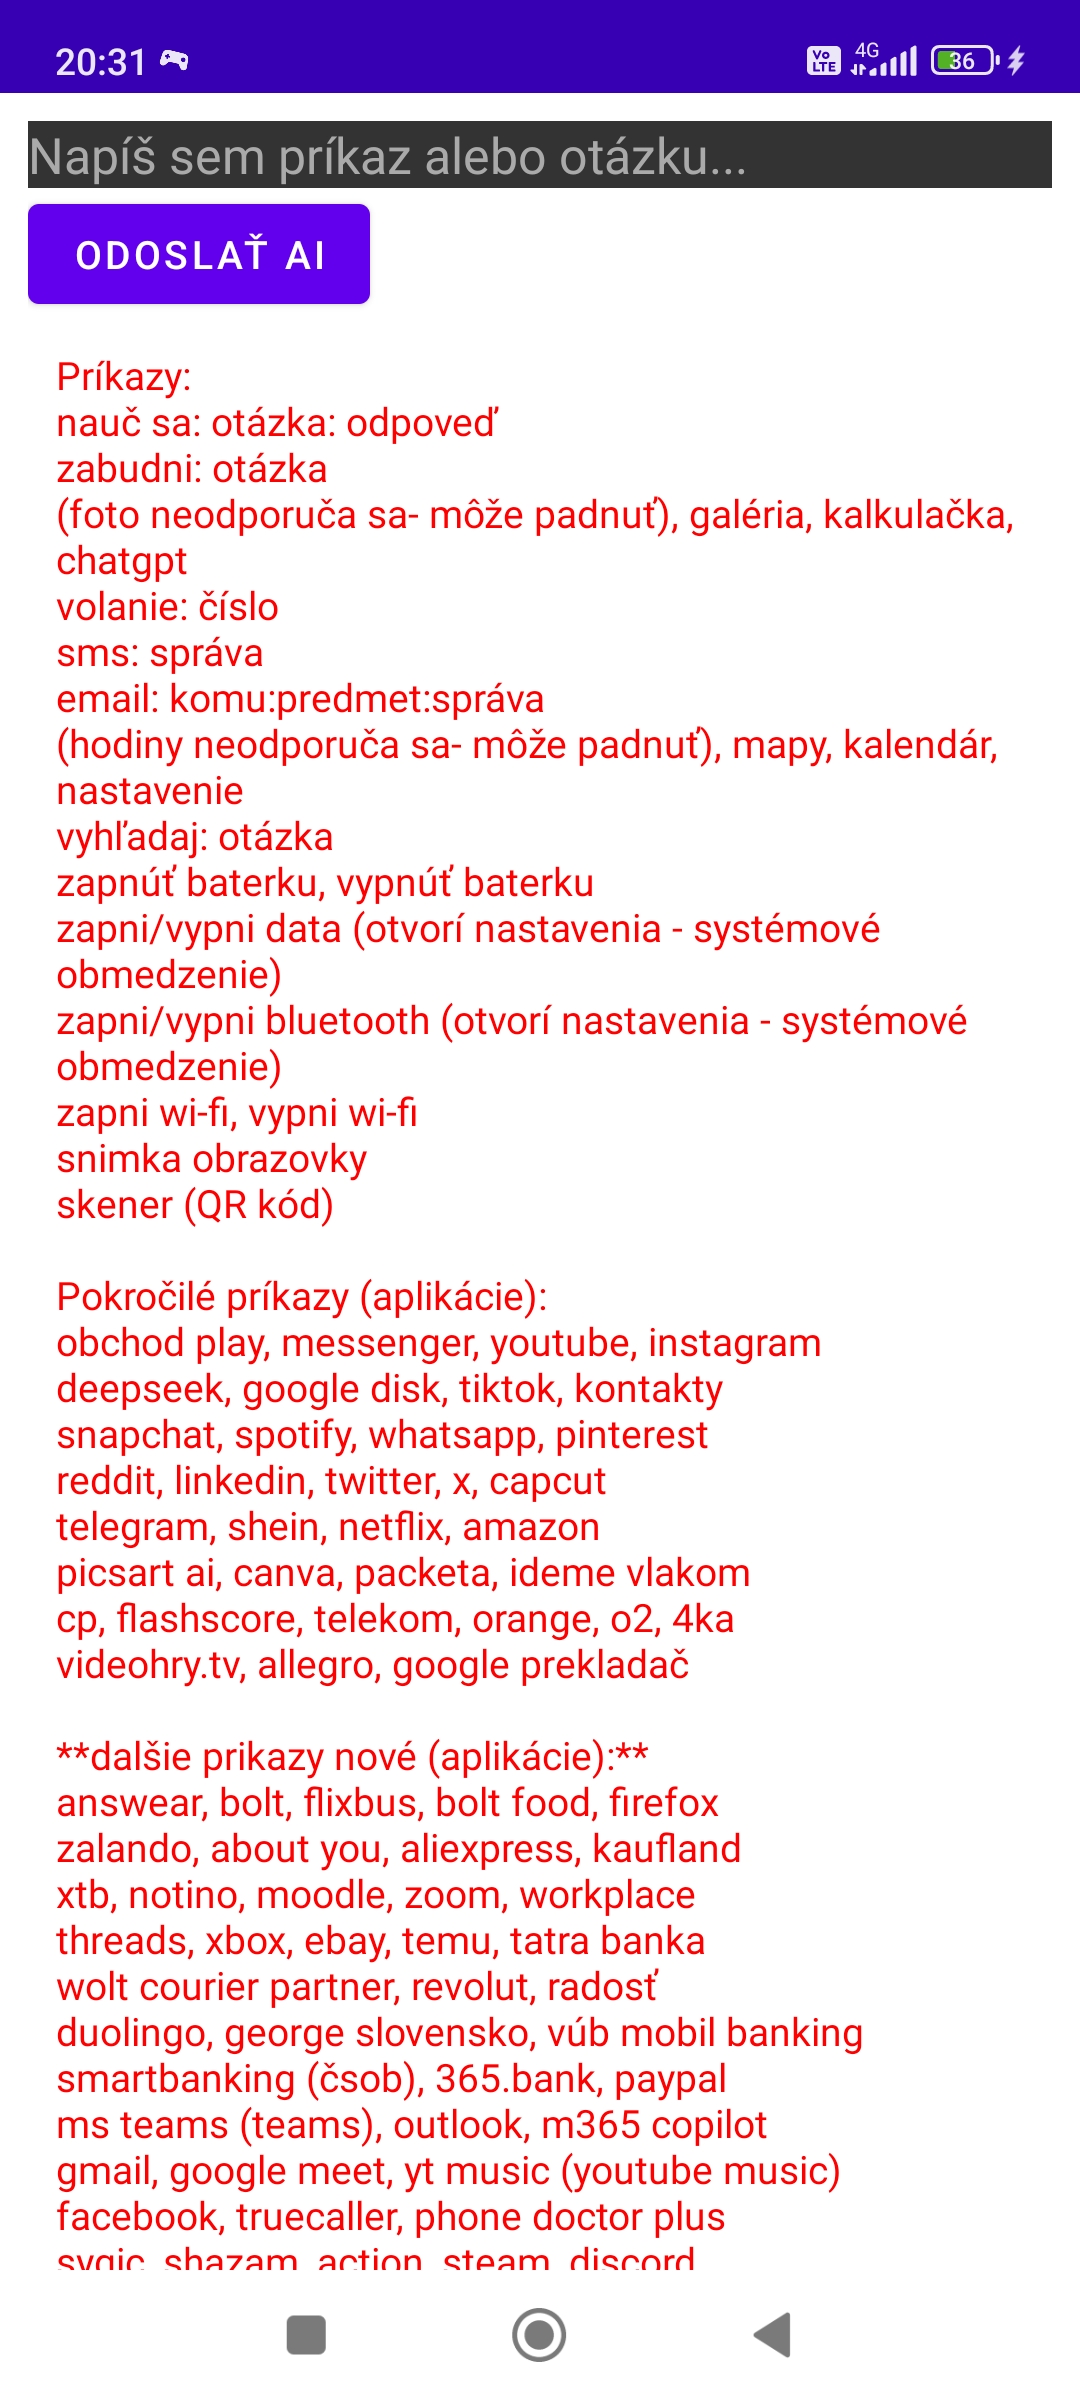 20:31
Vo LTE 4G 36
Napíš sem príkaz alebo otázku...
ODOSLAŤ AI
Príkazy:
nauč sa: otázka: odpoveď
zabudni: otázka
(foto neodporuča sa- môže padnuť), galéria, kalkulačka,
chatgpt
volanie: číslo
sms: správa
email: komu:predmet:správa
(hodiny neodporuča sa- môže padnuť), mapy, kalendár,
nastavenie
vyhľadaj: otázka
zapnúť baterku, vypnúť baterku
zapni/vypni data (otvorí nastavenia - systémové
obmedzenie)
zapni/vypni bluetooth (otvorí nastavenia - systémové
obmedzenie)
zapni wi-fi, vypni wi-fi
snimka obrazovky
skener (QR kód)
Pokročilé príkazy (aplikácie):
obchod play, messenger, youtube, instagram
deepseek, google disk, tiktok, kontakty
snapchat, spotify, whatsapp, pinterest
reddit, linkedin, twitter, x, capcut
telegram, shein, netflix, amazon
picsart ai, canva, packeta, ideme vlakom
cp, flashscore, telekom, orange, o2, 4ka
videohry.tv, allegro, google prekladač
**dalšie prikazy nové (aplikácie):**
answear, bolt, flixbus, bolt food, firefox
zalando, about you, aliexpress, kaufland
xtb, notino, moodle, zoom, workplace
threads, xbox, ebay, temu, tatra banka
wolt courier partner, revolut, radosť
duolingo, george slovensko, vúb mobil banking
smartbanking (čsob), 365.bank, paypal
ms teams (teams), outlook, m365 copilot
gmail, google meet, yt music (youtube music)
facebook, truecaller, phone doctor plus
sygic, shazam, action, steam, discord